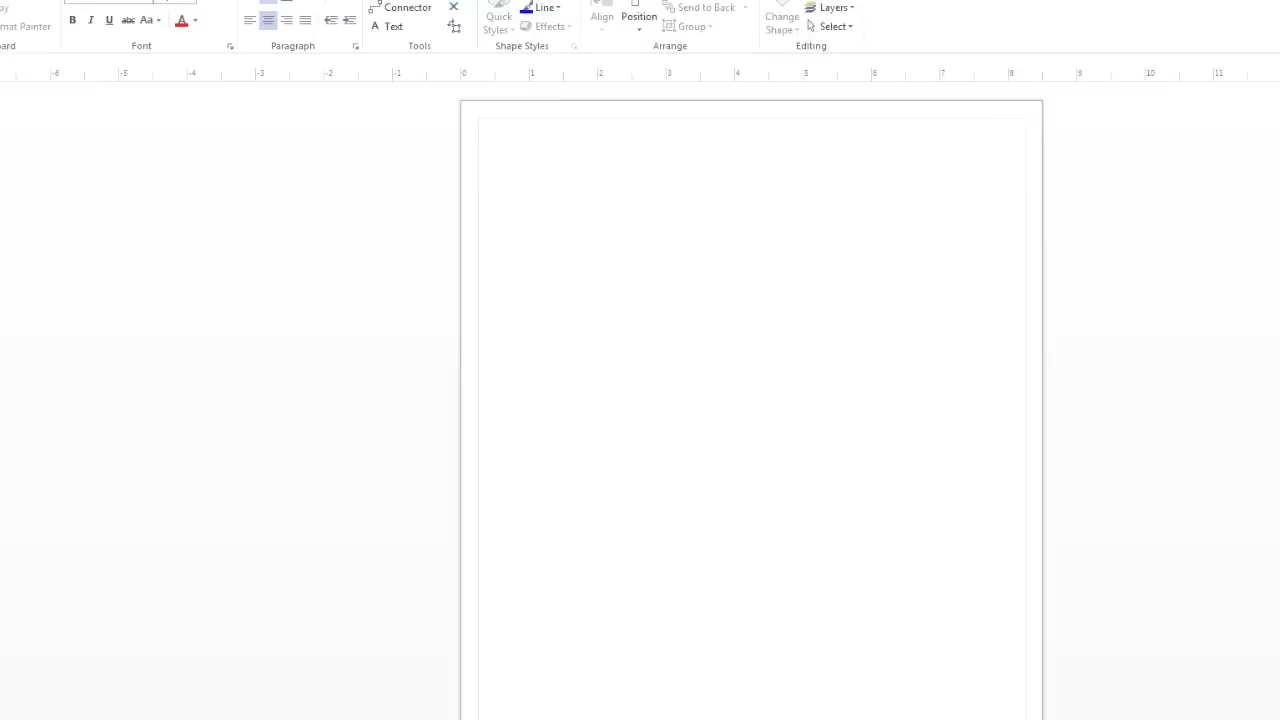 Connector
Line
Send to Back
Layers
Quick
Align
Position
Change
mat Painter
B I U abc Aa A
A Text
Styles
Effects
Group
Shape
Select
Font
Paragraph
Tools
Shape Styles
Arrange
Editing
-6 -5 -4 -3 -2 -1 0 1 2 3 4 5 6 7 8 9 10 11